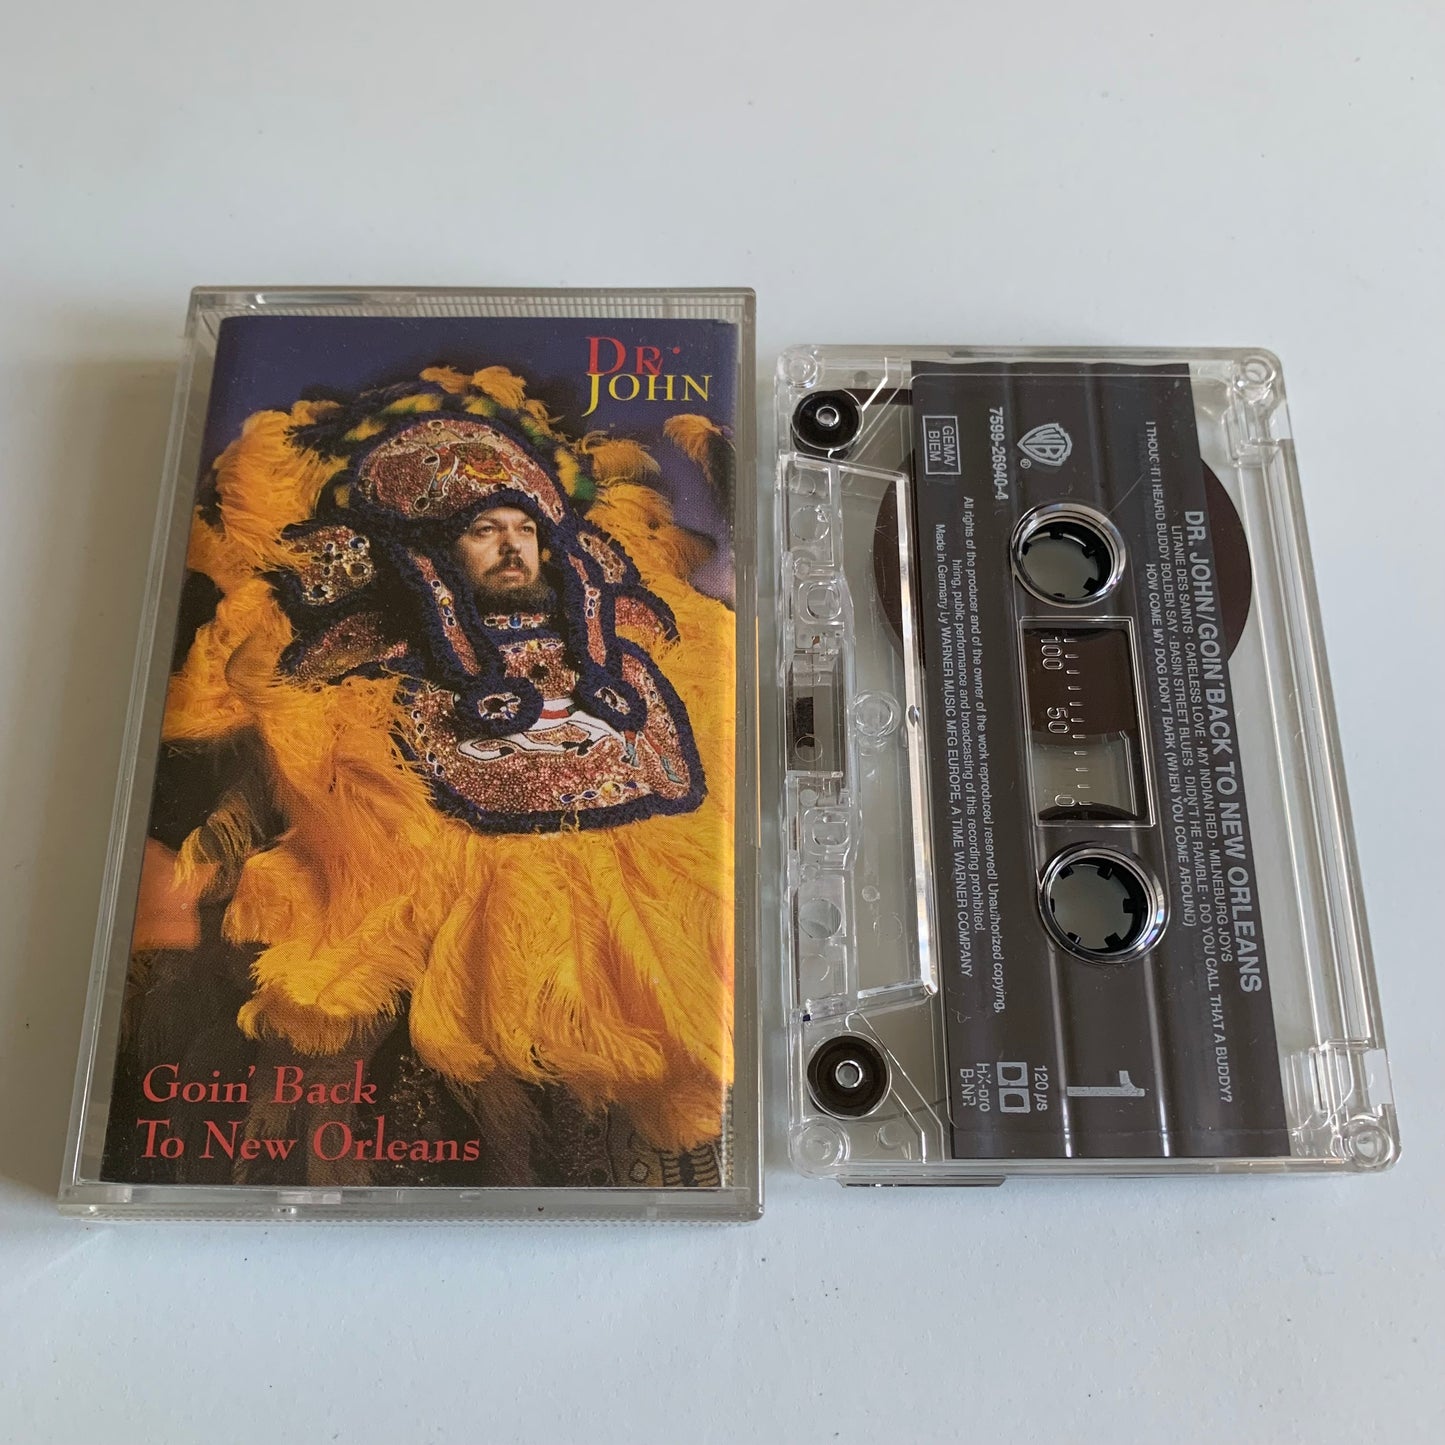 DR.
JOHN
Goin' Back
To New Orleans
DR. JOHN/GOIN' BACK TO NEW ORLEANS
LITANIE DES SAINTS · CARELESS LOVE · MY INDIAN RED · MILNEBURG JOYS
I THOUGHT I HEARD BUDDY BOLDEN SAY · BASIN STREET BLUES · DIDN'T HE RAMBLE · DO YOU CALL THAT A BUDDY?
HOW COME MY DOG DON'T BARK (WHEN YOU COME AROUND)
WB
®
7599-26940-4
GEMA/
BIEM
100 50 0
1
120 µs
HX-pro
B-NR
All rights of the producer and of the owner of the work reproduced reserved! Unauthorized copying,
hiring, public performance and broadcasting of this recording prohibited.
Made in Germany by WARNER MUSIC MFG EUROPE, A TIME WARNER COMPANY